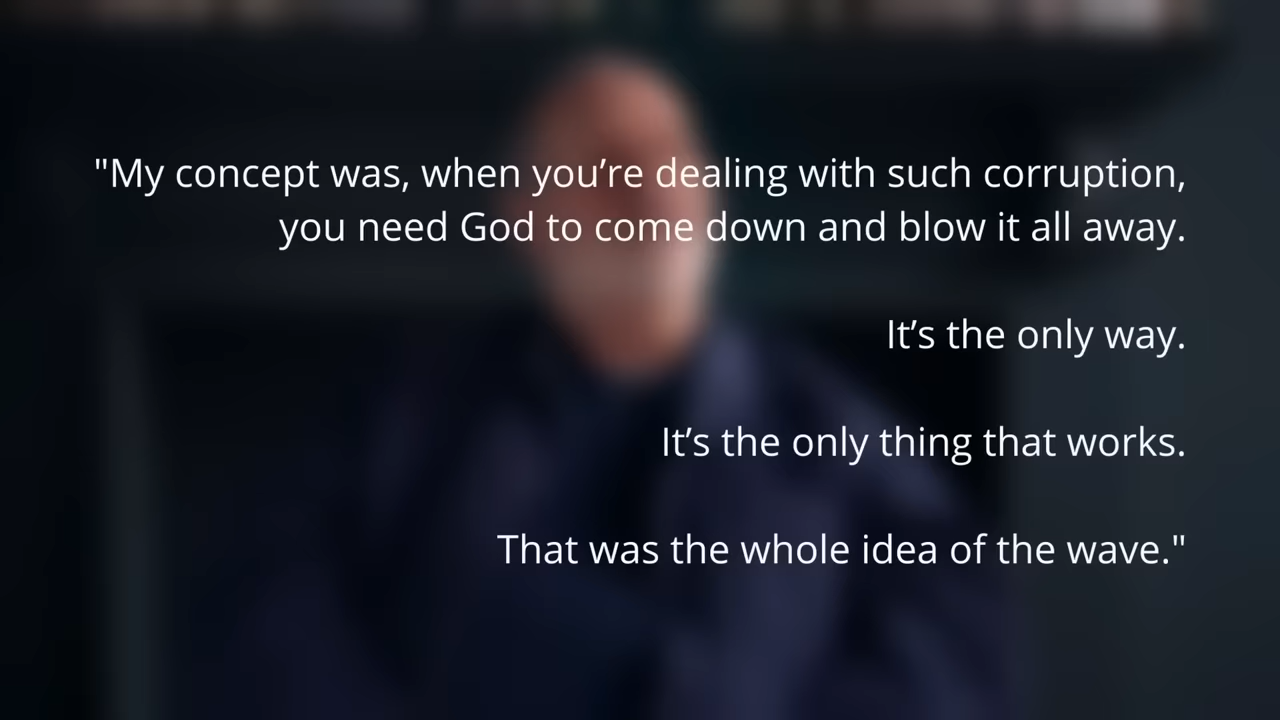 "My concept was, when you’re dealing with such corruption,
you need God to come down and blow it all away.
It’s the only way.
It’s the only thing that works.
That was the whole idea of the wave."